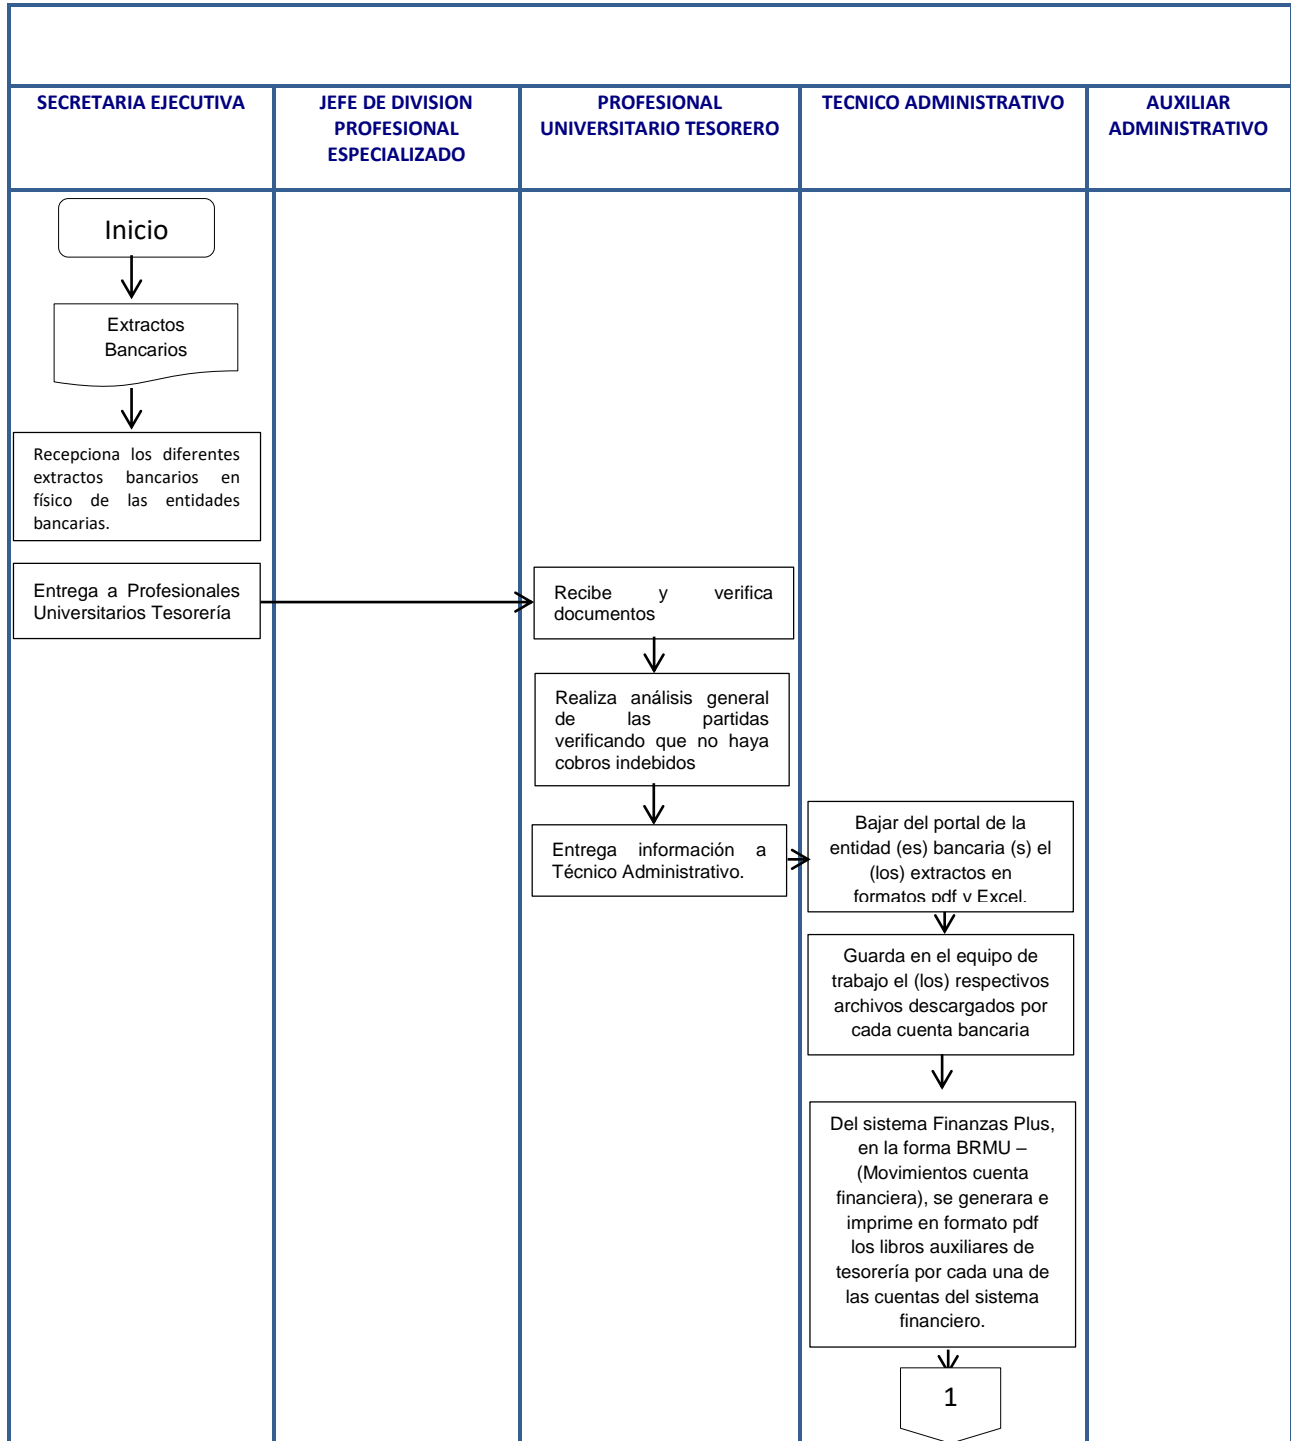 SECRETARIA EJECUTIVA
JEFE DE DIVISION
PROFESIONAL
ESPECIALIZADO
PROFESIONAL
UNIVERSITARIO TESORERO
TECNICO ADMINISTRATIVO
AUXILIAR
ADMINISTRATIVO
Inicio
Extractos
Bancarios
Recepciona los diferentes
extractos bancarios en
físico de las entidades
bancarias.
Entrega a Profesionales
Universitarios Tesorería
Recibe y verifica
documentos
Realiza análisis general
de las partidas
verificando que no haya
cobros indebidos
Entrega información a
Técnico Administrativo.
Bajar del portal de la
entidad (es) bancaria (s) el
(los) extractos en
formatos pdf y Excel.
Guarda en el equipo de
trabajo el (los) respectivos
archivos descargados por
cada cuenta bancaria
Del sistema Finanzas Plus,
en la forma BRMU –
(Movimientos cuenta
financiera), se generara e
imprime en formato pdf
los libros auxiliares de
tesorería por cada una de
las cuentas del sistema
financiero.
1